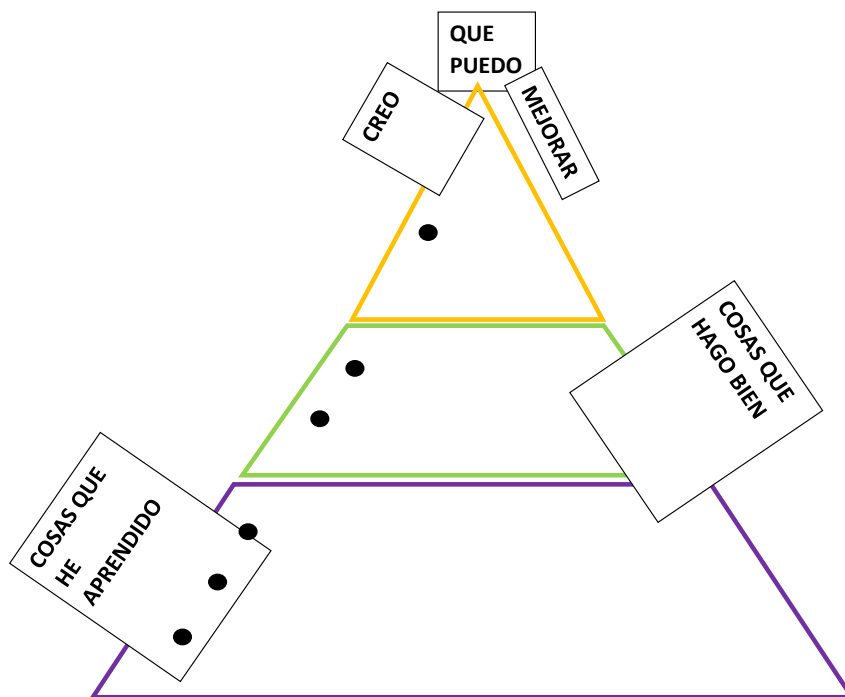 QUE
PUEDO
CREO
MEJORAR
COSAS QUE
HAGO BIEN
COSAS QUE
HE
APRENDIDO